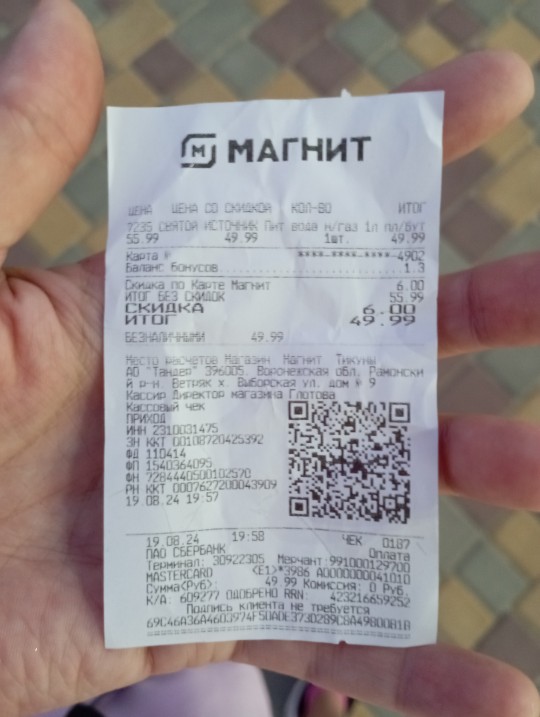 МАГНИТ
ЦЕНА ЦЕНА СО СКИДКОЙ КОЛ-ВО ИТОГ
7235 СВЯТОЙ ИСТОЧНИК Пит вода н/газ 1л пл/бут
55.99 49.99 1шт. 49.99
Карта № **** **** **** 4902
Баланс бонусов 1.3
Скидка по Карте Магнит 6.00
ИТОГ БЕЗ СКИДОК 55.99
СКИДКА 6.00
ИТОГ 49.99
БЕЗНАЛИЧНЫМИ 49.99
Место расчетов Магазин Магнит Тикуны
АО "Тандер" 396005, Воронежская обл, Рамонски
й р-н, Ветряк х, Выборская ул, дом № 9
Кассир Директор магазина Глотова
Кассовый чек
ПРИХОД
ИНН 2310031475
ЗН ККТ 00108720425392
ФД 110414
ФП 1540364095
ФН 7284440500102570
РН ККТ 0007627200043909
19.08.24 19:57
19.08.24 19:58 ЧЕК 0187
ПАО СБЕРБАНК Оплата
Терминал: 30922305 Мерчант: 991000129700
MASTERCARD <E1>*3986 A0000000041010
Сумма(Руб): 49.99 Комиссия: 0 Руб.
К/А: 609277 ОДОБРЕНО RRN: 423216659252
Подпись клиента не требуется